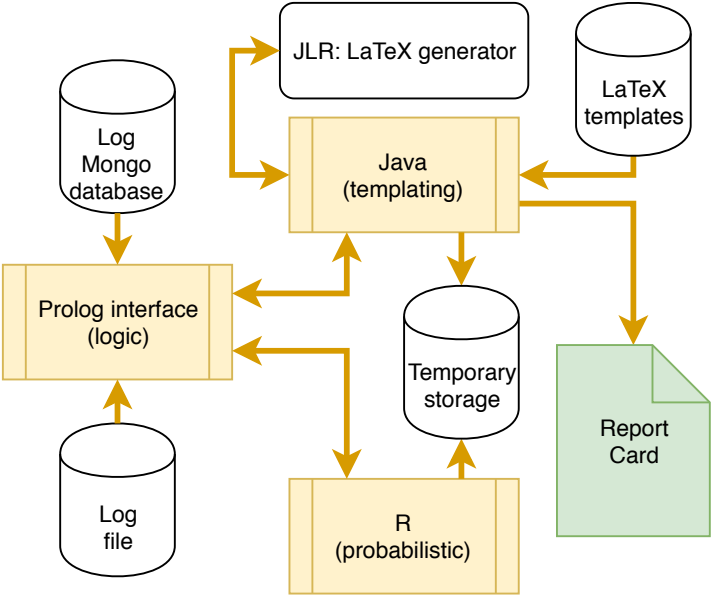 JLR: LaTeX generator
LaTeX
templates
Log
Mongo
database
Java
(templating)
Prolog interface
(logic)
Temporary
storage
Report
Card
Log
file
R
(probabilistic)